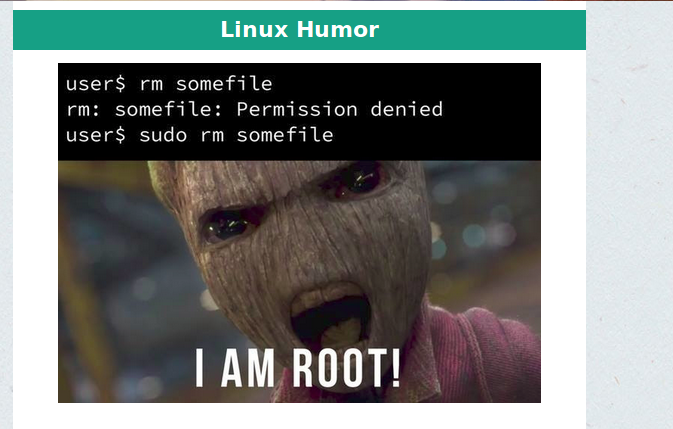 Linux Humor
user$ rm somefile
rm: somefile: Permission denied
user$ sudo rm somefile
I AM ROOT!